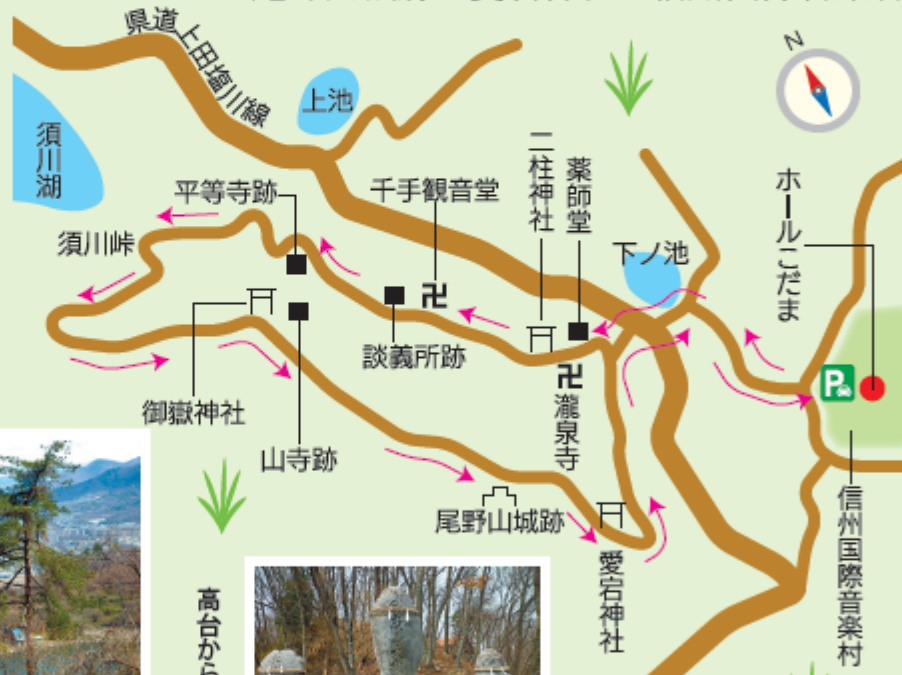 県道上田塩川線
上池
N
須川湖
平等寺跡
千手観音堂
二柱神社
薬師堂
ホールこだま
須川峠
下ノ池
談義所跡
P
瀧泉寺
御嶽神社
山寺跡
尾野山城跡
愛宕神社
信州国際音楽村
高台から